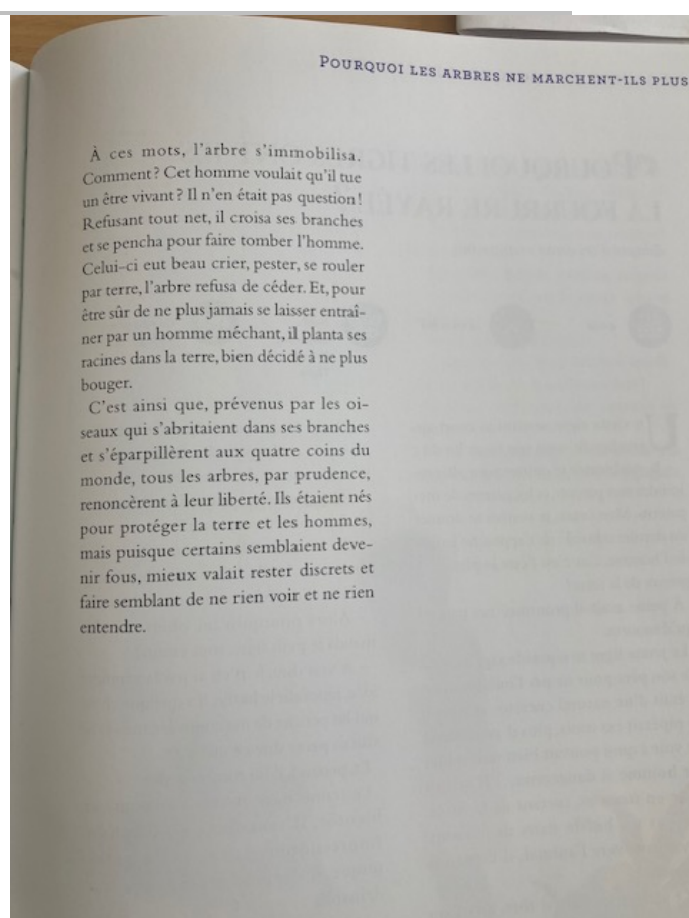 POURQUOI LES ARBRES NE MARCHENT-ILS PLUS
À ces mots, l'arbre s'immobilisa.
Comment ? Cet homme voulait qu'il tue
un être vivant ? Il n'en était pas question !
Refusant tout net, il croisa ses branches
et se pencha pour faire tomber l'homme.
Celui-ci eut beau crier, pester, se rouler
par terre, l'arbre refusa de céder. Et, pour
être sûr de ne plus jamais se laisser entraî-
ner par un homme méchant, il planta ses
racines dans la terre, bien décidé à ne plus
bouger.
C'est ainsi que, prévenus par les oi-
seaux qui s'abritaient dans ses branches
et s'éparpillèrent aux quatre coins du
monde, tous les arbres, par prudence,
renoncèrent à leur liberté. Ils étaient nés
pour protéger la terre et les hommes,
mais puisque certains semblaient deve-
nir fous, mieux valait rester discrets et
faire semblant de ne rien voir et ne rien
entendre.